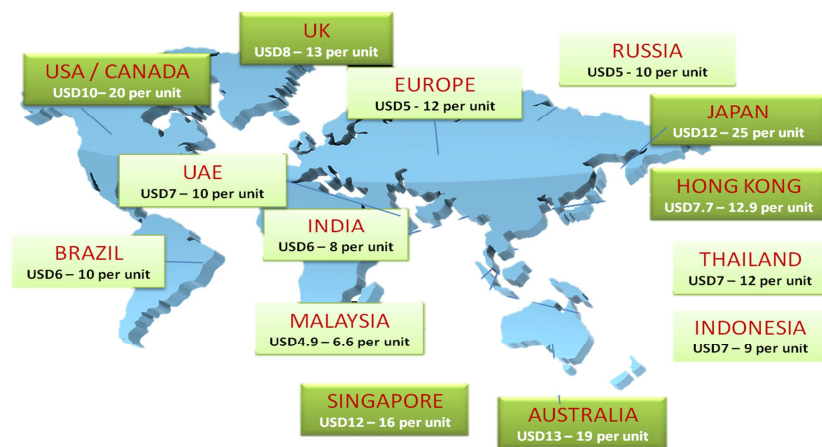 UK
USD8 – 13 per unit
USA / CANADA
USD10– 20 per unit
RUSSIA
USD5 - 10 per unit
EUROPE
USD5 - 12 per unit
JAPAN
USD12 – 25 per unit
UAE
USD7 – 10 per unit
HONG KONG
USD7.7 – 12.9 per unit
INDIA
USD6 – 8 per unit
BRAZIL
USD6 – 10 per unit
THAILAND
USD7 – 12 per unit
MALAYSIA
USD4.9 – 6.6 per unit
INDONESIA
USD7 – 9 per unit
SINGAPORE
USD12 – 16 per unit
AUSTRALIA
USD13 – 19 per unit